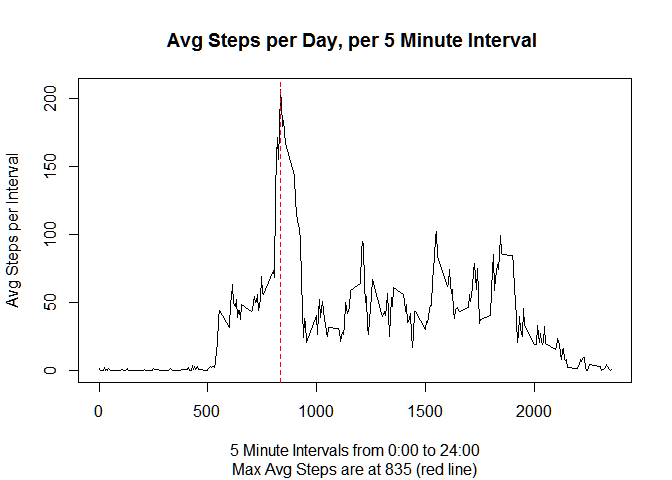 Avg Steps per Day, per 5 Minute Interval
Avg Steps per Interval
200
150
100
50
0
0 500 1000 1500 2000
5 Minute Intervals from 0:00 to 24:00
Max Avg Steps are at 835 (red line)